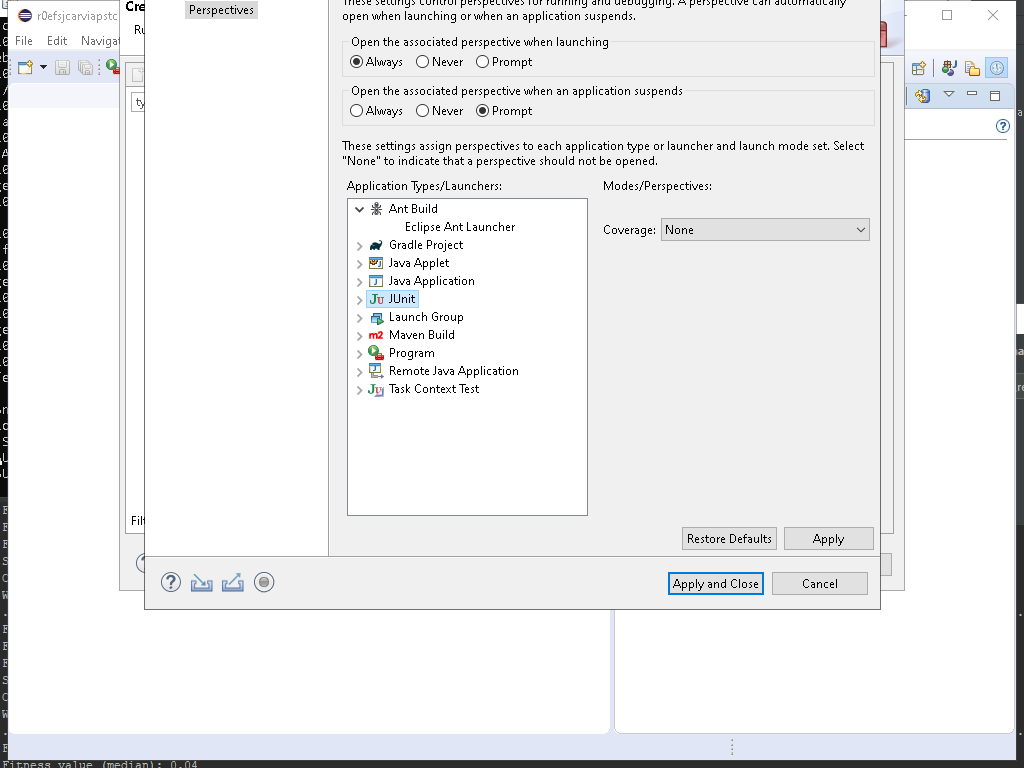 r0efsjcarviapstc
Cre
File Edit Navigat
Ru
Perspectives
These settings control perspectives for running and debugging. A perspective can automatically
open when launching or when an application suspends.
Open the associated perspective when launching
Always Never Prompt
Open the associated perspective when an application suspends
Always Never Prompt
These settings assign perspectives to each application type or launcher and launch mode set. Select
"None" to indicate that a perspective should not be opened.
Application Types/Launchers: Modes/Perspectives:
Ant Build
Eclipse Ant Launcher
Coverage: None
Gradle Project
Java Applet
Java Application
JUnit
Launch Group
Maven Build
Program
Remote Java Application
Task Context Test
ty
Filt
Restore Defaults Apply
Apply and Close Cancel
Fitness value (median): 0.04